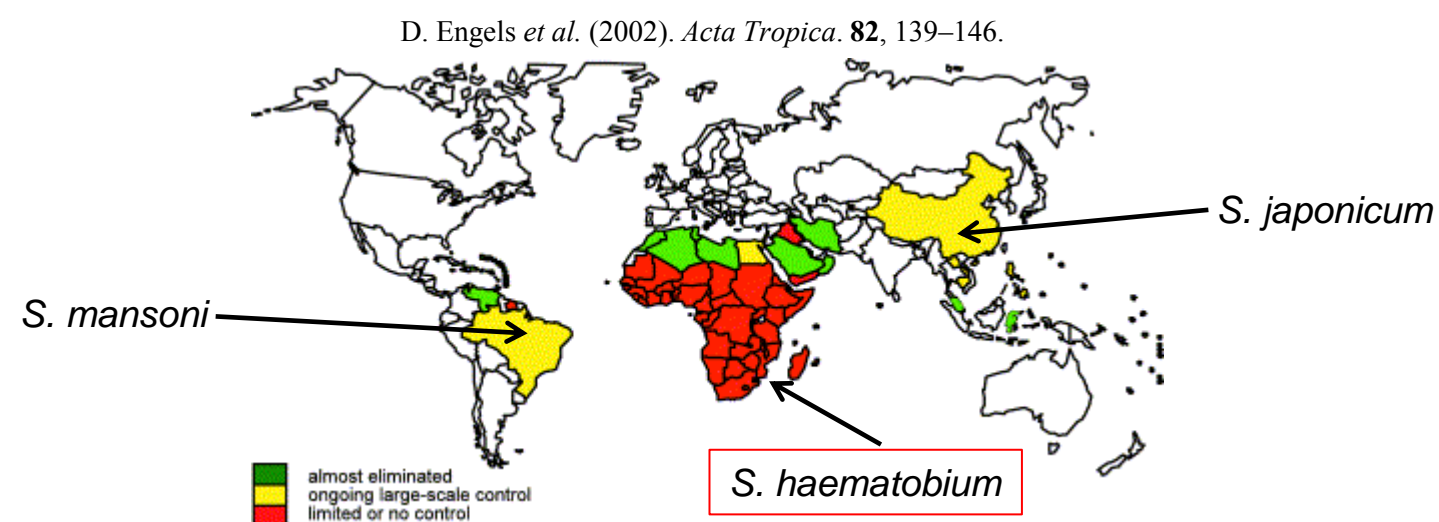 D. Engels et al. (2002). Acta Tropica. 82, 139–146.
S. japonicum
S. mansoni
S. haematobium
almost eliminated
ongoing large-scale control
limited or no control